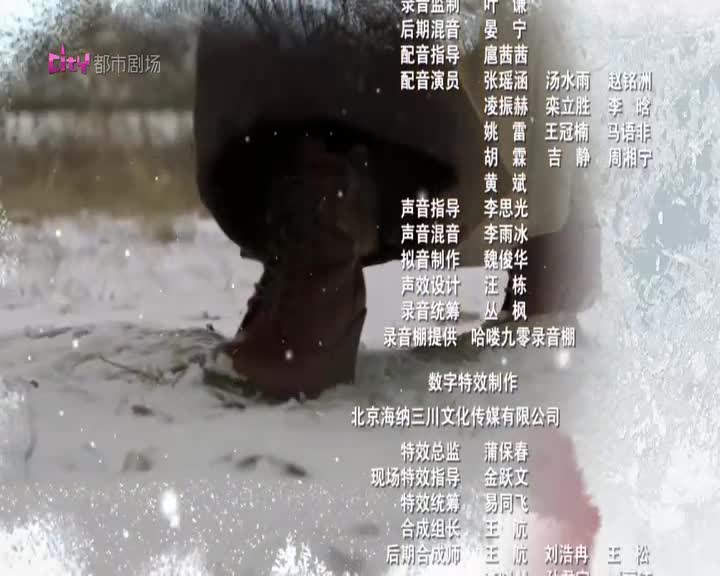 录音监制 叶 谦
city 都市剧场
后期混音 晏 宁
配音指导 扈茜茜
配音演员 张瑶涵 汤水雨 赵铭洲
凌振赫 栾立胜 李 晗
姚 雷 王冠楠 马语非
胡 霖 吉 静 周湘宁
黄 斌
声音指导 李思光
声音混音 李雨冰
拟音制作 魏俊华
声效设计 汪 栋
录音统筹 丛 枫
录音棚提供 哈喽九零录音棚
数字特效制作
北京海纳三川文化传媒有限公司
特效总监 蒲保春
现场特效指导 金跃文
特效统筹 易同飞
合成组长 王 沆
后期合成师 王 沆 刘浩冉 王 松